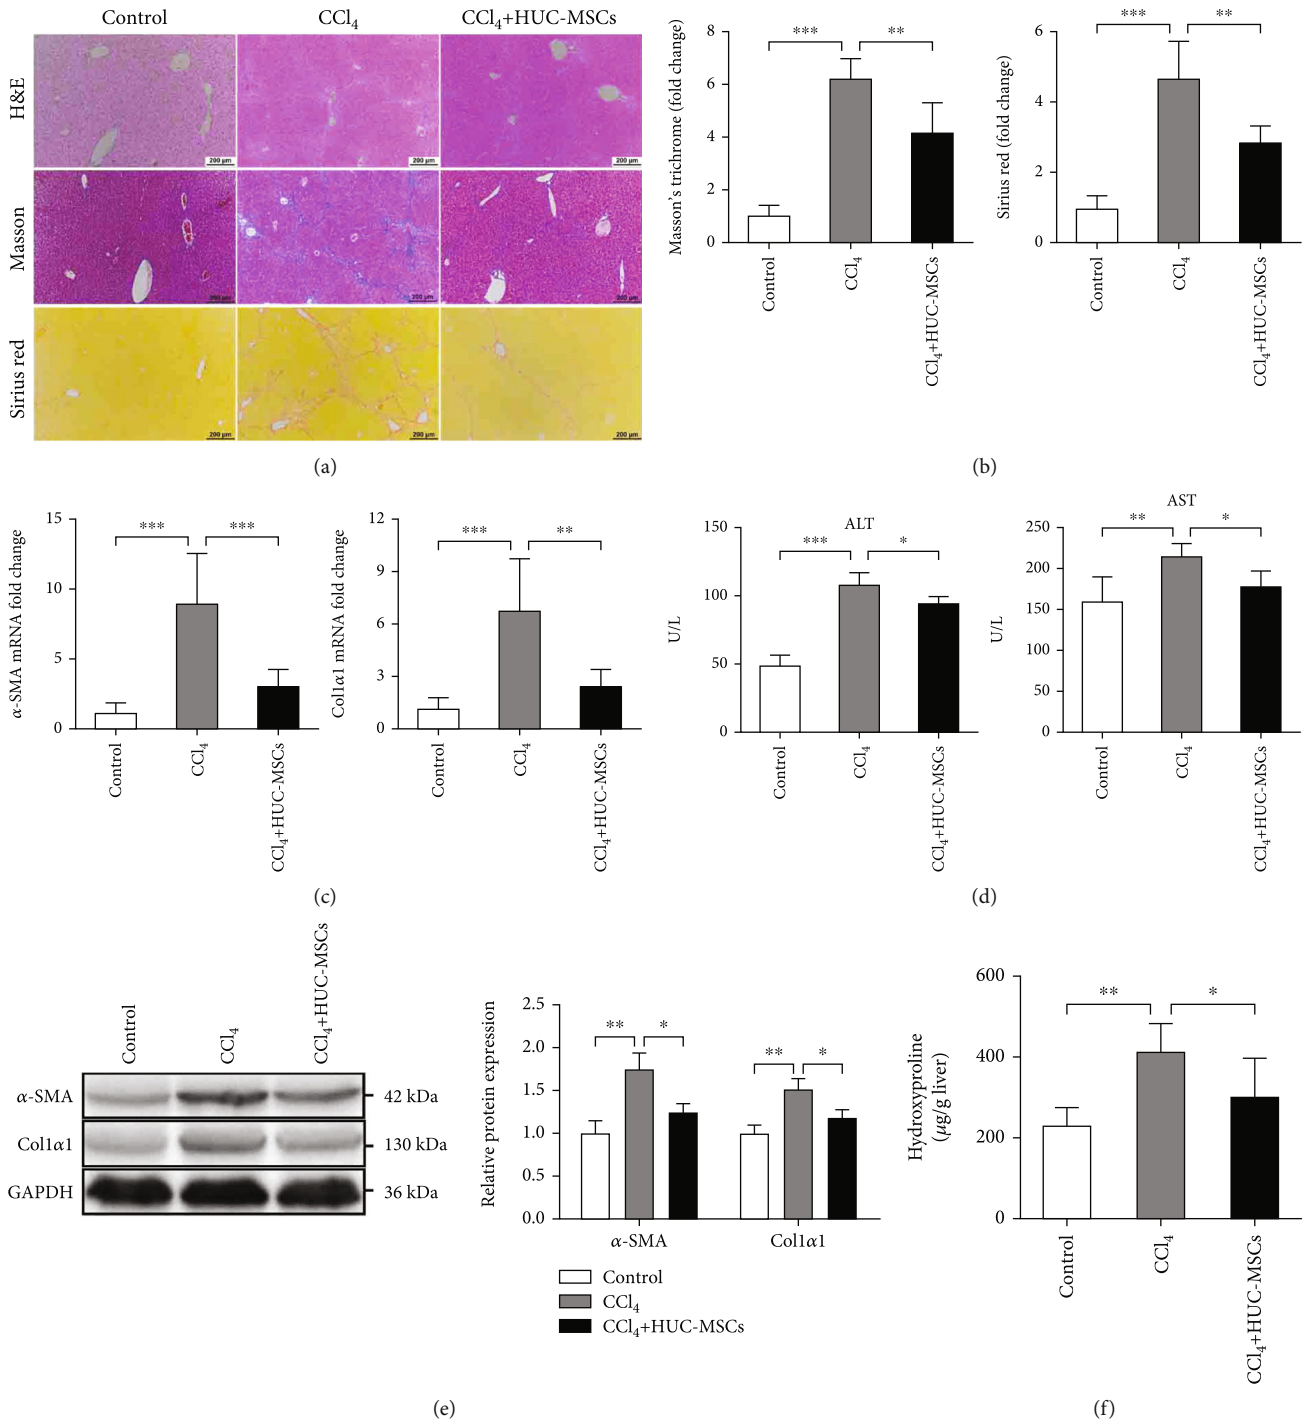 Control
CCl4
CCl4+HUC-MSCs
H&E
200 μm
200 μm
200 μm
Masson
200 μm
200 μm
200 μm
Sirius red
200 μm
200 μm
200 μm
(a)
Masson's trichrome (fold change)
8
6
4
2
0
***
**
Control
CCl4
CCl4+HUC-MSCs
Sirius red (fold change)
6
4
2
0
***
**
Control
CCl4
CCl4+HUC-MSCs
(b)
α-SMA mRNA fold change
15
10
5
0
***
***
Control
CCl4
CCl4+HUC-MSCs
Col1α1 mRNA fold change
12
9
6
3
0
***
**
Control
CCl4
CCl4+HUC-MSCs
(c)
ALT
U/L
150
100
50
0
***
*
Control
CCl4
CCl4+HUC-MSCs
AST
U/L
250
200
150
100
50
0
**
*
Control
CCl4
CCl4+HUC-MSCs
(d)
Control
CCl4
CCl4+HUC-MSCs
α-SMA
42 kDa
Col1α1
130 kDa
GAPDH
36 kDa
Relative protein expression
2.5
2.0
1.5
1.0
0.5
0.0
**
*
**
*
α-SMA
Col1α1
Control
CCl4
CCl4+HUC-MSCs
(e)
Hydroxyproline
(μg/g liver)
600
400
200
0
**
*
Control
CCl4
CCl4+HUC-MSCs
(f)